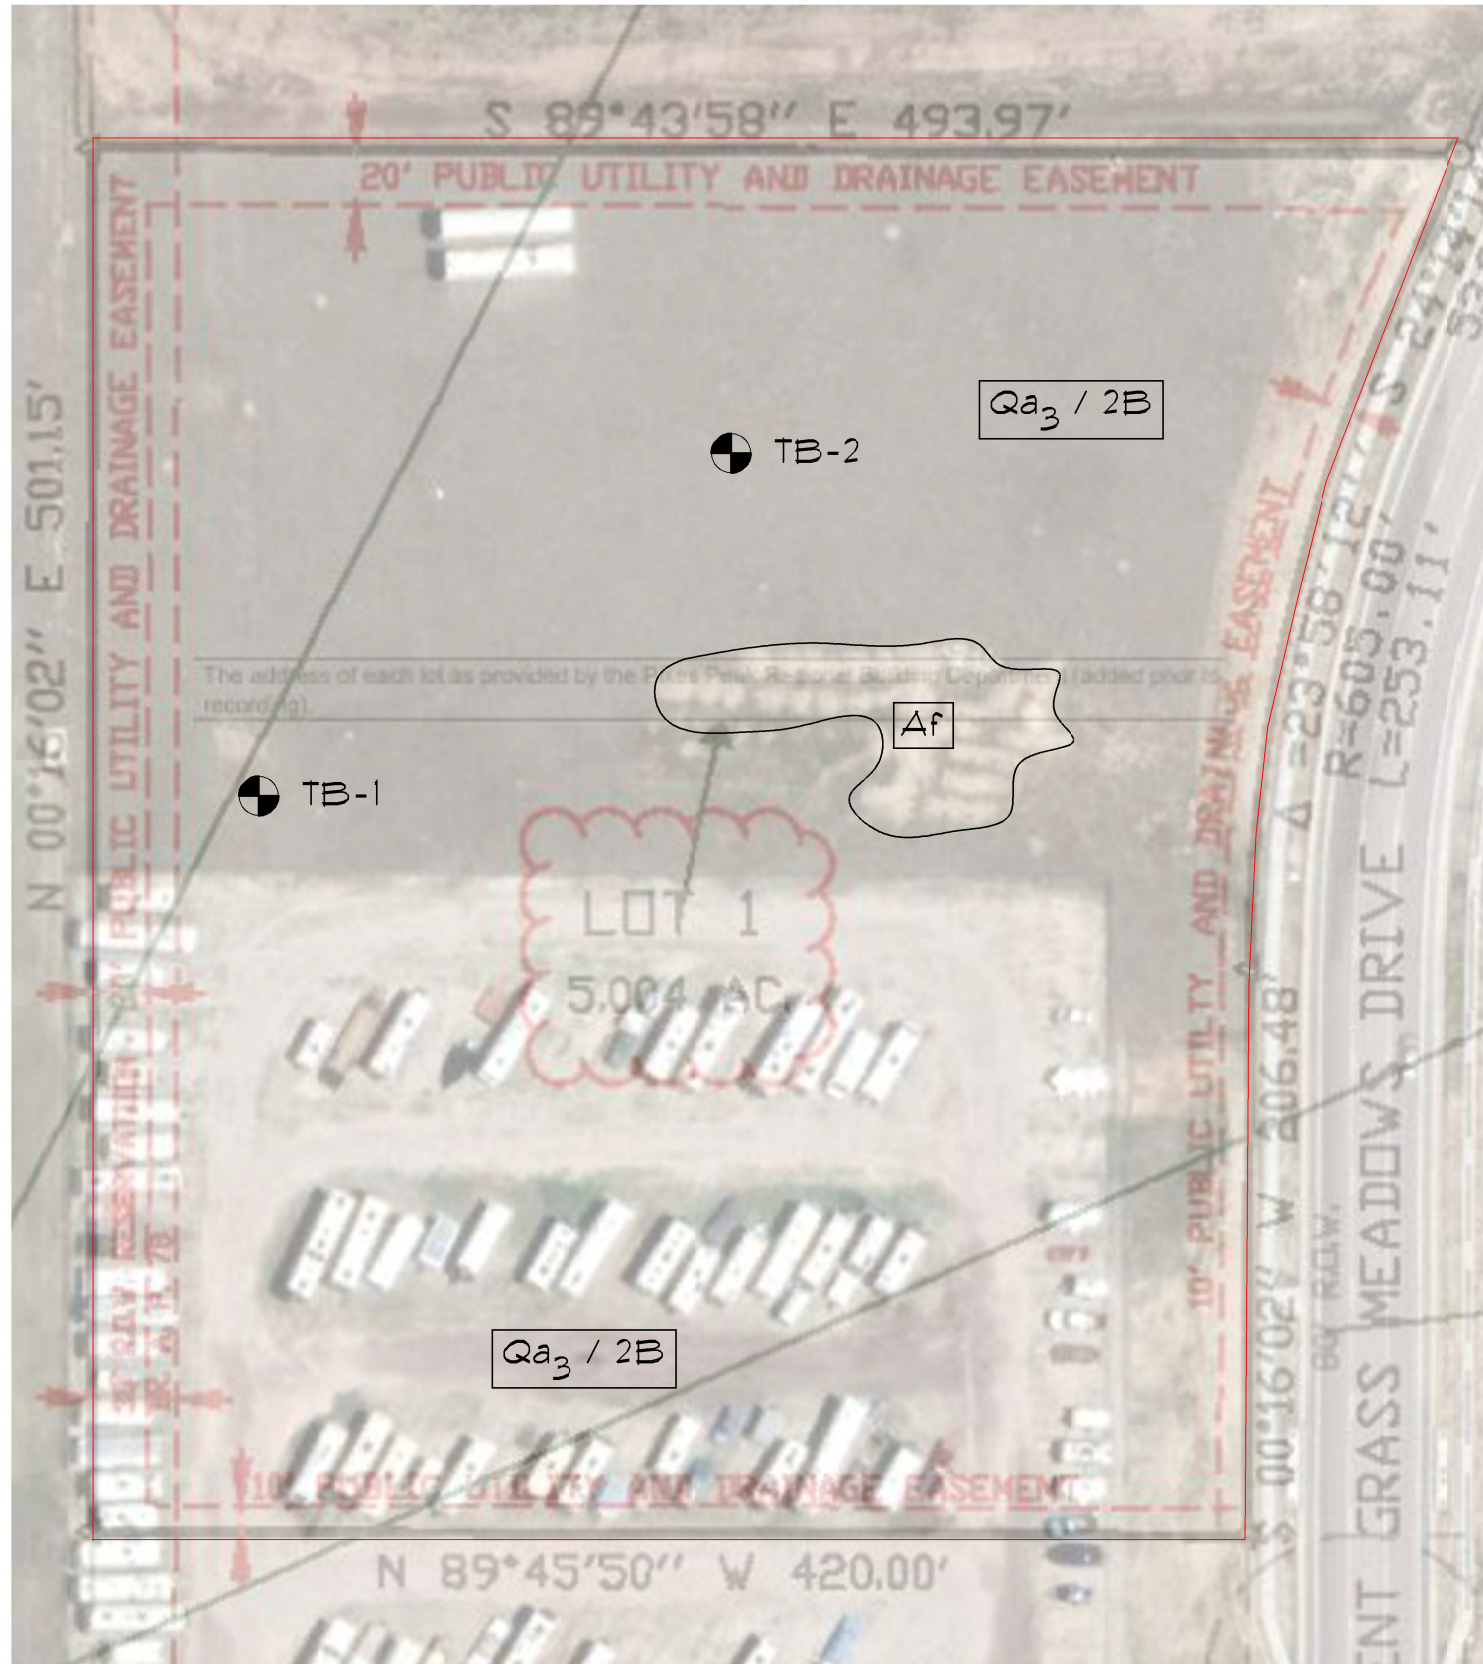 S 89°43'58" E 493.97'
20' PUBLIC UTILITY AND DRAINAGE EASEMENT
PUBLIC UTILITY AND DRAINAGE EASEMENT
N 00°16'02" E 501.15'
Qa3 / 2B
TB-2
The address of each lot as provided by the Pikes Peak Regional Building Department (added prior to
recording).
Af
TB-1
LOT 1
5.004 AC.
10' PUBLIC UTILTY AND DRAINAGE EASEMENT
Δ=23°58'12"
R=605.00'
L=253.11'
S 00°16'02" W 206.48'
R.O.W. RESERVATION
Qa3 / 2B
10' PUBLIC UTILITY AND DRAINAGE EASEMENT
N 89°45'50" W 420.00'
R.O.W.
ENT GRASS MEADOWS DRIVE